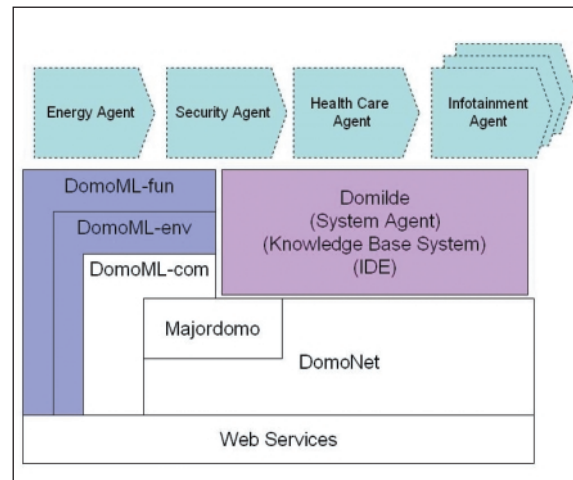 Energy Agent
Security Agent
Health Care
Agent
Infotainment
Agent
DomoML-fun
DomoML-env
DomoML-com
Domilde
(System Agent)
(Knowledge Base System)
(IDE)
Majordomo
DomoNet
Web Services